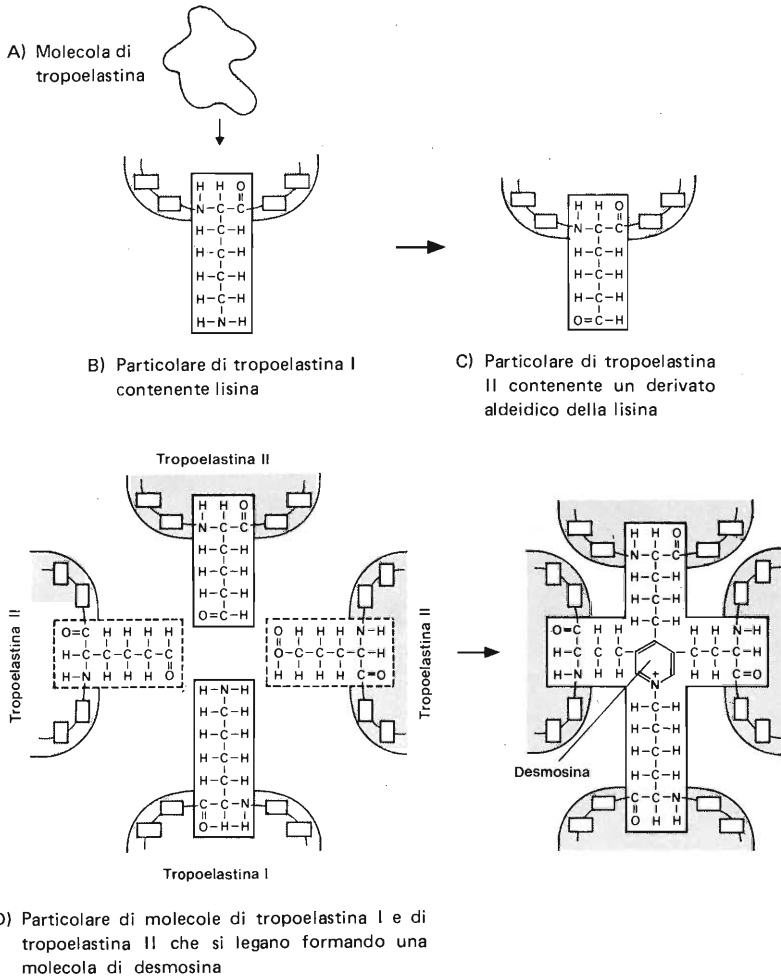 A) Molecola di
tropoelastina
H H O
N–C–C
H–C–H
H–C–H
H–C–H
H–C–H
H–N–H
B) Particolare di tropoelastina I
contenente lisina
H H O
N–C–C
H–C–H
H–C–H
H–C–H
O=C–H
C) Particolare di tropoelastina
II contenente un derivato
aldeidico della lisina
Tropoelastina II
H H O
N–C–C
H–C–H
H–C–H
H–C–H
O=C–H
Tropoelastina II
O=C H H H H
H–C–C–C–C–C
H–N H H H O
Tropoelastina II
O H H H N–H
O–C–C–C–C–C–H
H H H H C=O
H–N–H
H–C–H
H–C–H
H–C–H
H–C–H
C–C–N
O H H
Tropoelastina I
H H O
N–C–C
H–C–H
H–C–H
H–C–H
O=C H H
H–C–C–C
H–N H H
H H H N–H
C–C–C–C–H
H H H C=O
N+
H–C–H
H–C–H
H–C–H
H–C–H
C–C–N
O H H
Desmosina
D) Particolare di molecole di tropoelastina I e di
tropoelastina II che si legano formando una
molecola di desmosina